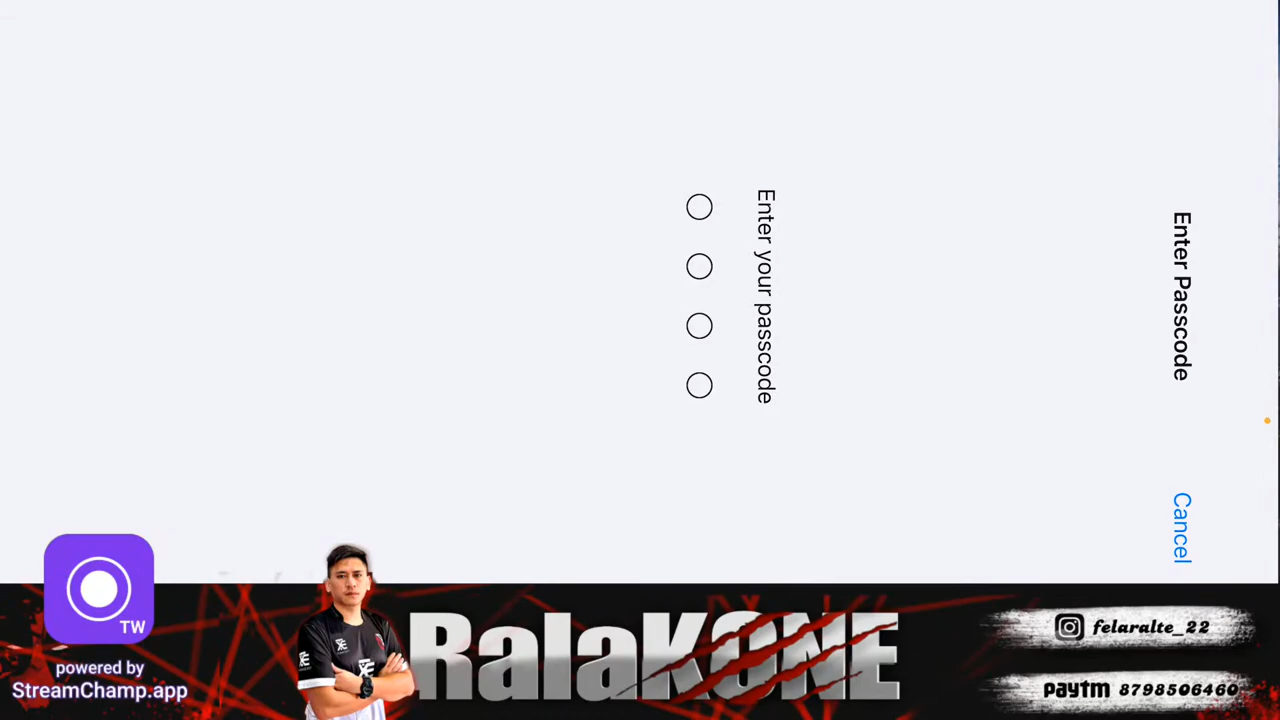 Enter Passcode
Enter your passcode
Cancel
TW
powered by
StreamChamp.app
RalaKONE
felaralte_22
paytm 8798506460